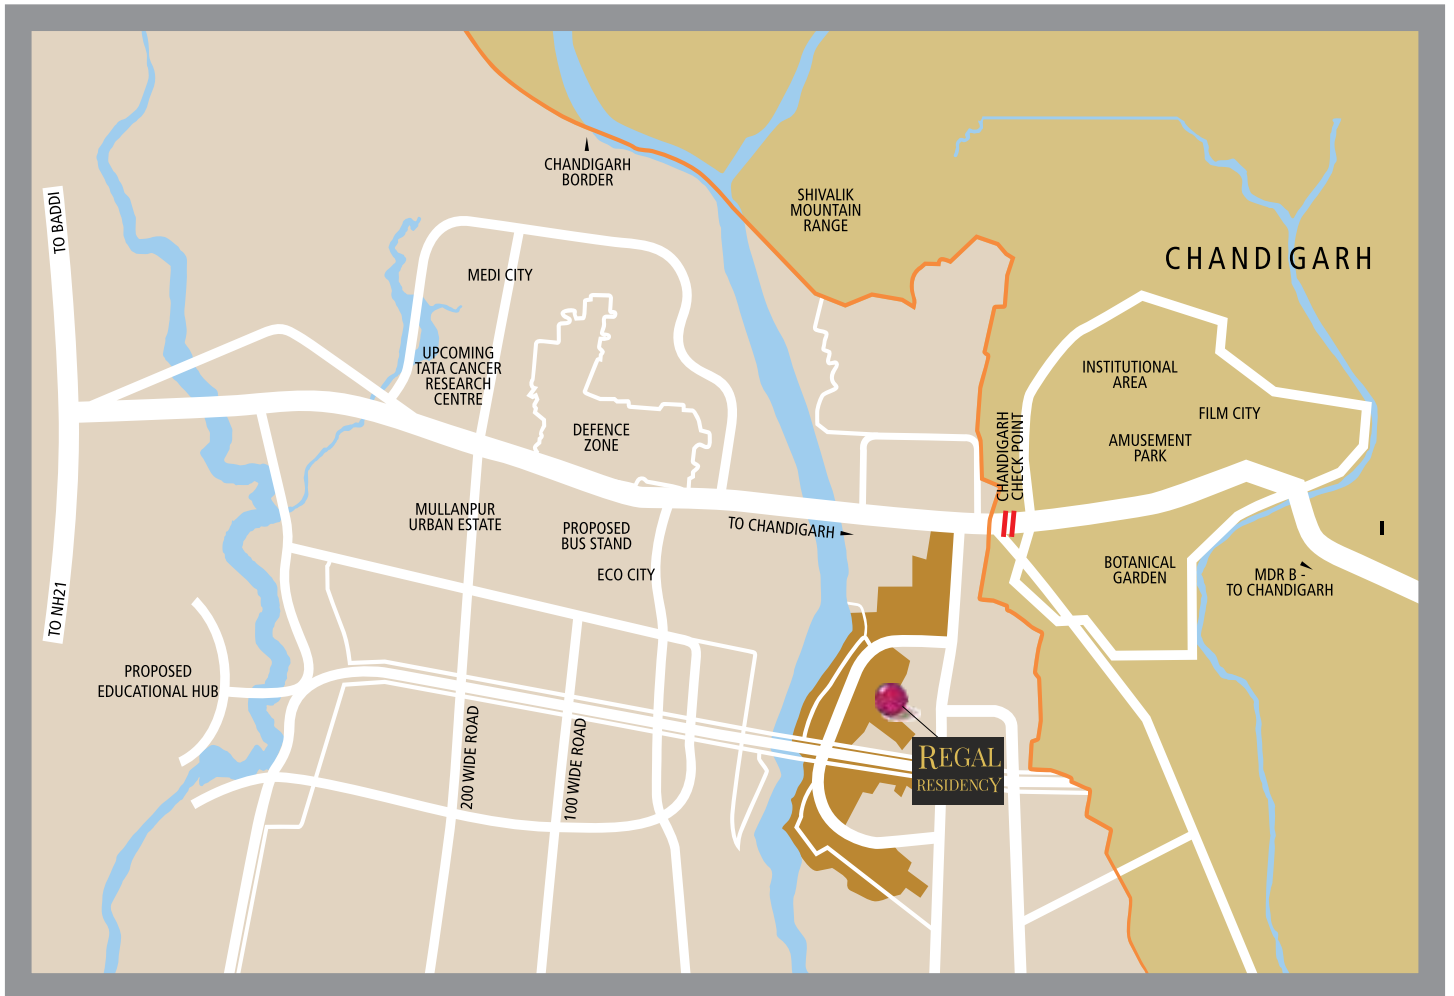 CHANDIGARH
BORDER
SHIVALIK
MOUNTAIN
RANGE
TO BADDI
CHANDIGARH
MEDI CITY
UPCOMING
TATA CANCER
RESEARCH
CENTRE
INSTITUTIONAL
AREA
FILM CITY
DEFENCE
ZONE
AMUSEMENT
PARK
CHANDIGARH
CHECK POINT
MULLANPUR
URBAN ESTATE
PROPOSED
BUS STAND
TO CHANDIGARH
ECO CITY
BOTANICAL
GARDEN
MDR B -
TO CHANDIGARH
I
TO NH21
PROPOSED
EDUCATIONAL HUB
200 WIDE ROAD
100 WIDE ROAD
REGAL
RESIDENCY